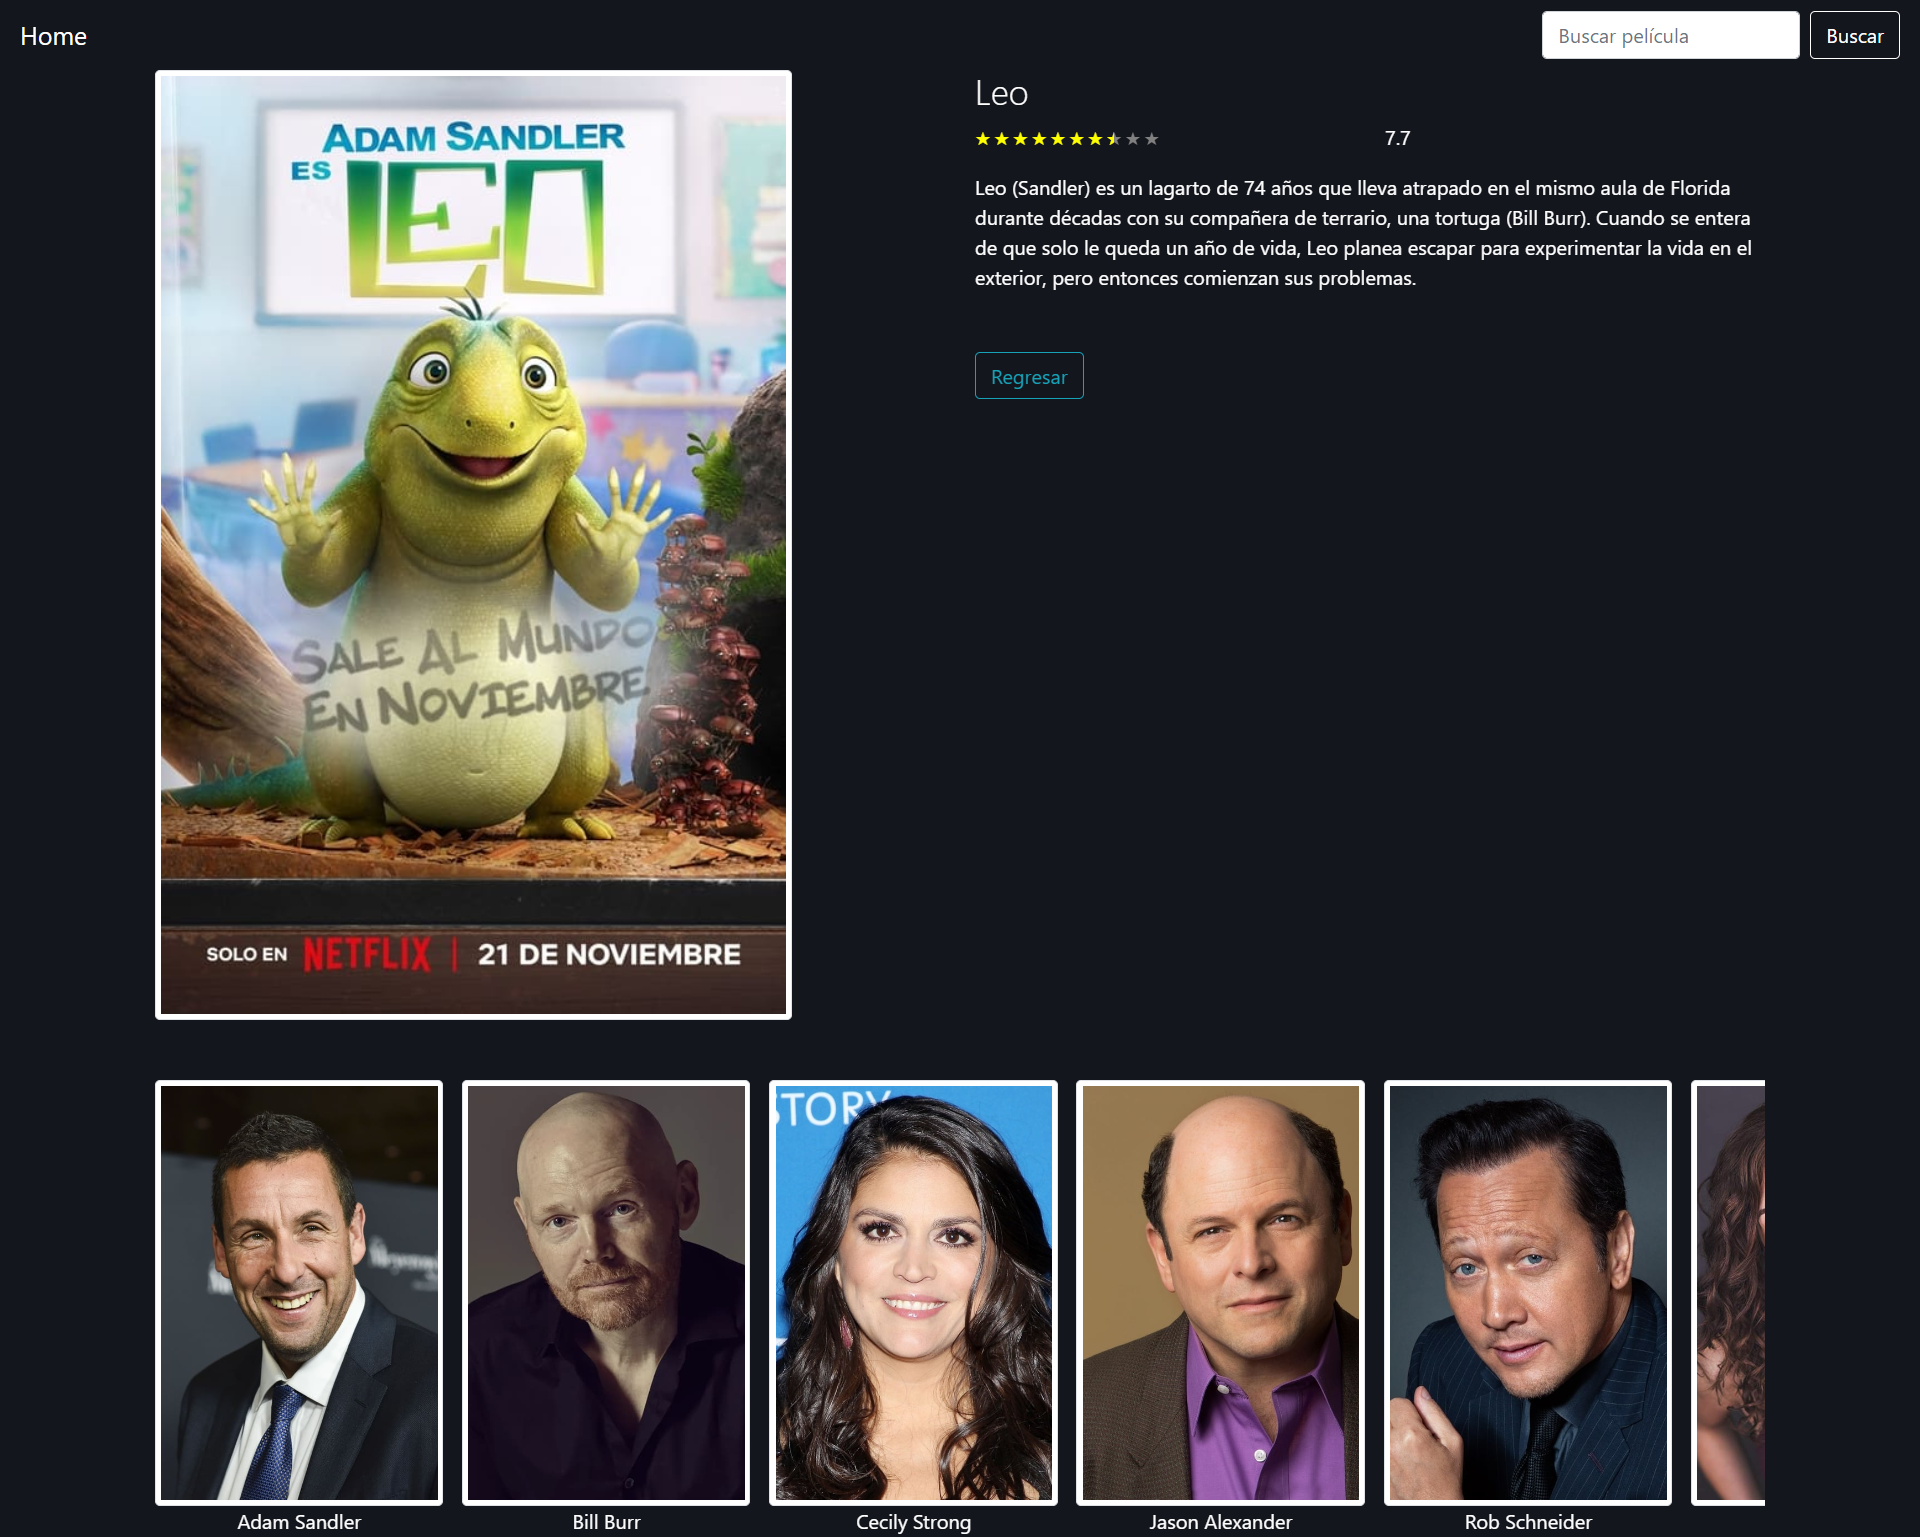 Home
Buscar película
Buscar
ADAM SANDLER
ES
LEO
SALE AL MUNDO
EN NOVIEMBRE
SOLO EN NETFLIX | 21 DE NOVIEMBRE
Leo
7.7
Leo (Sandler) es un lagarto de 74 años que lleva atrapado en el mismo aula de Florida
durante décadas con su compañera de terrario, una tortuga (Bill Burr). Cuando se entera
de que solo le queda un año de vida, Leo planea escapar para experimentar la vida en el
exterior, pero entonces comienzan sus problemas.
Regresar
STORY
Adam Sandler
Bill Burr
Cecily Strong
Jason Alexander
Rob Schneider